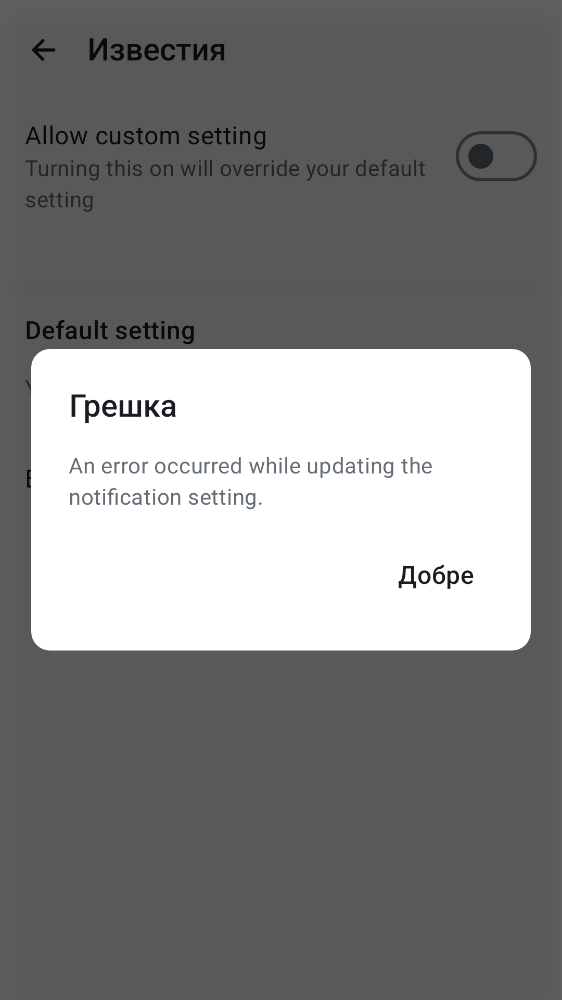 Известия
Allow custom setting
Turning this on will override your default
setting
Default setting
Грешка
An error occurred while updating the
notification setting.
Добре